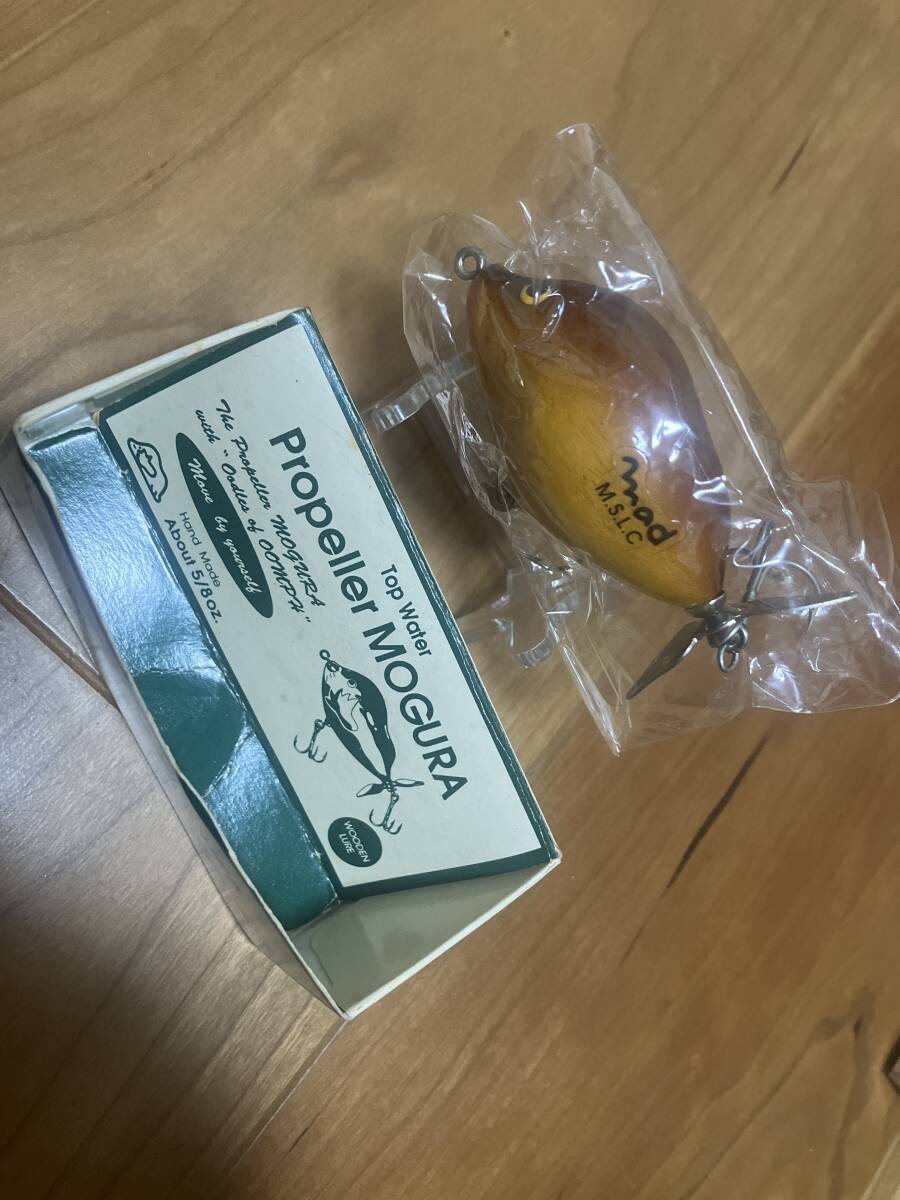 Top Water
Propeller MOGURA
The Propeller MOGURA
with "Oodles of OOMPH"
Move by yourself
Hand Made
About 5/8oz.
WOODEN
LURE
mad
M.S.L.C